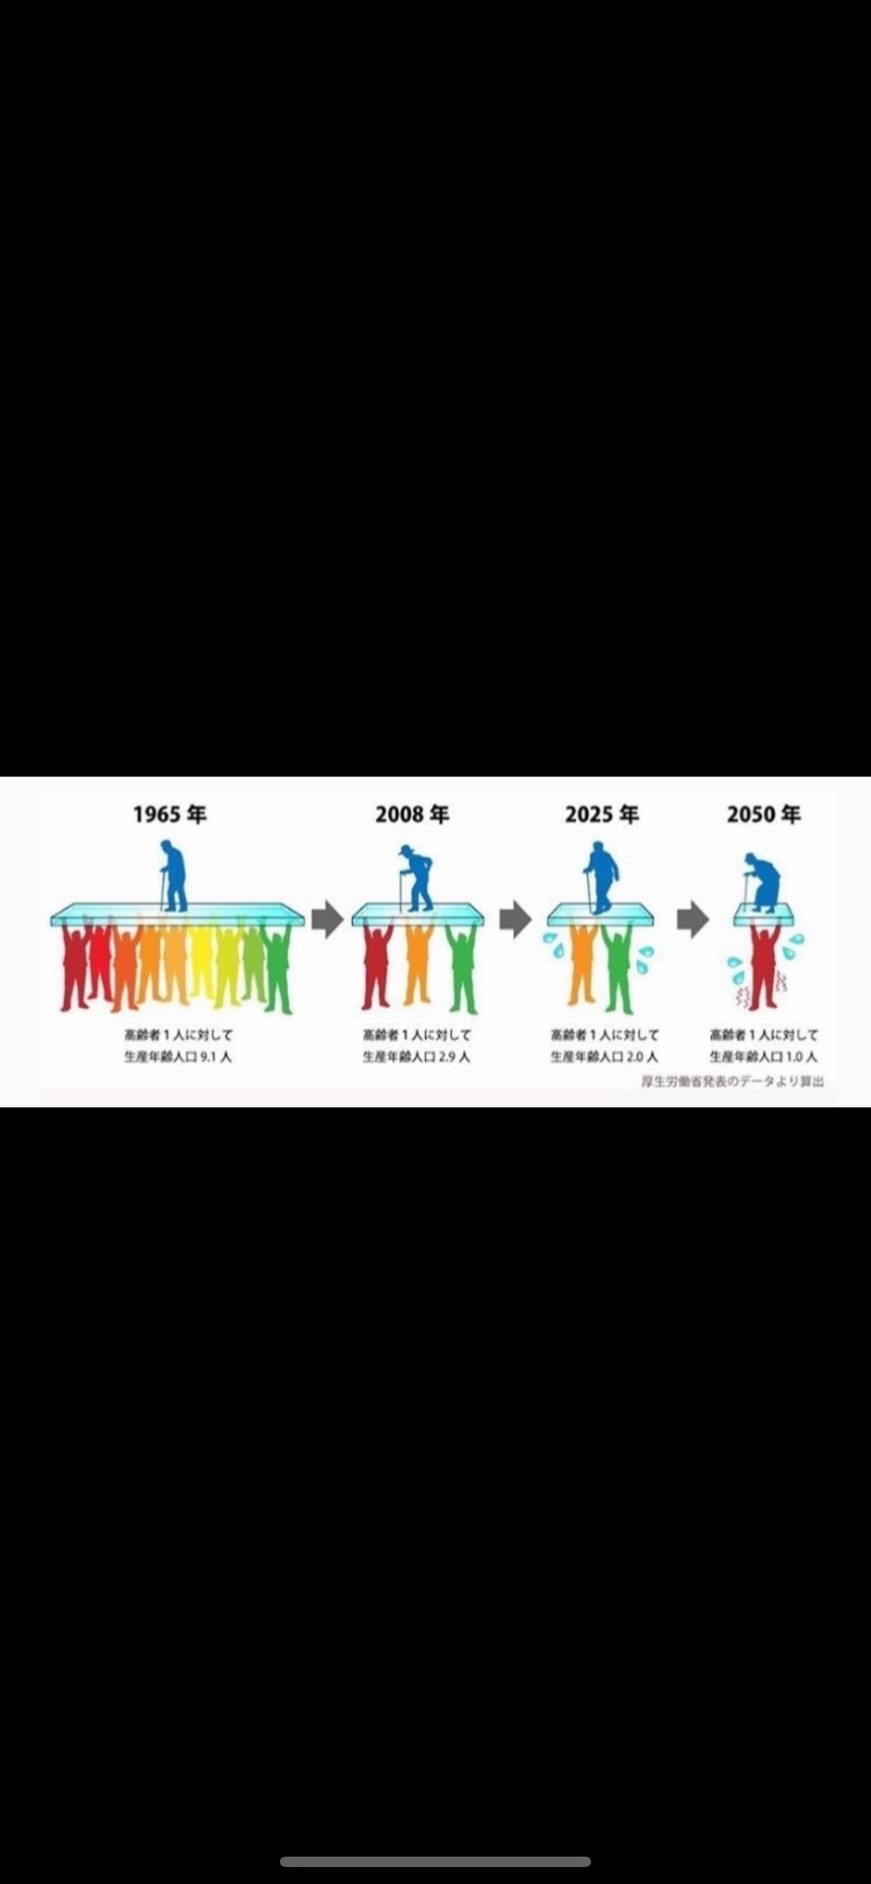 1965 年
2008 年
2025 年
2050 年
高齢者1人に対して
生産年齢人口 9.1 人
高齢者1人に対して
生産年齢人口 2.9 人
高齢者1人に対して
生産年齢人口 2.0 人
高齢者1人に対して
生産年齢人口 1.0 人
厚生労働省発表のデータより算出